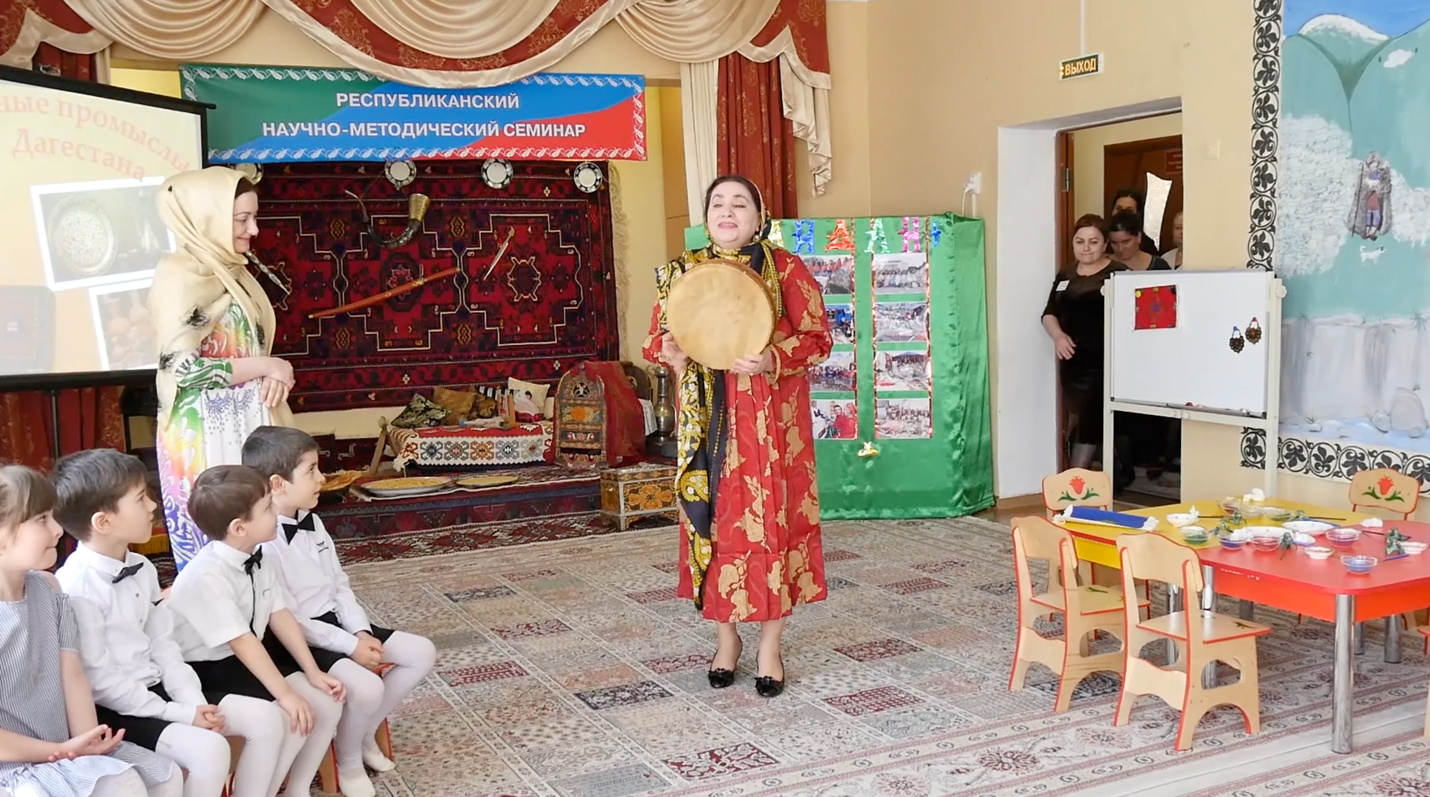 РЕСПУБЛИКАНСКИЙ
НАУЧНО-МЕТОДИЧЕСКИЙ СЕМИНАР
ные промыслы
Дагестана
ВЫХОД